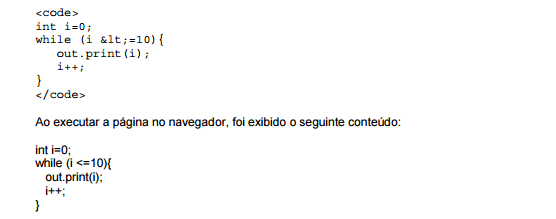 <code>
int i=0;
while (i &lt;=10){
   out.print(i);
   i++;
}
</code>
Ao executar a página no navegador, foi exibido o seguinte conteúdo:
int i=0;
while (i <=10){
   out.print(i);
   i++;
}